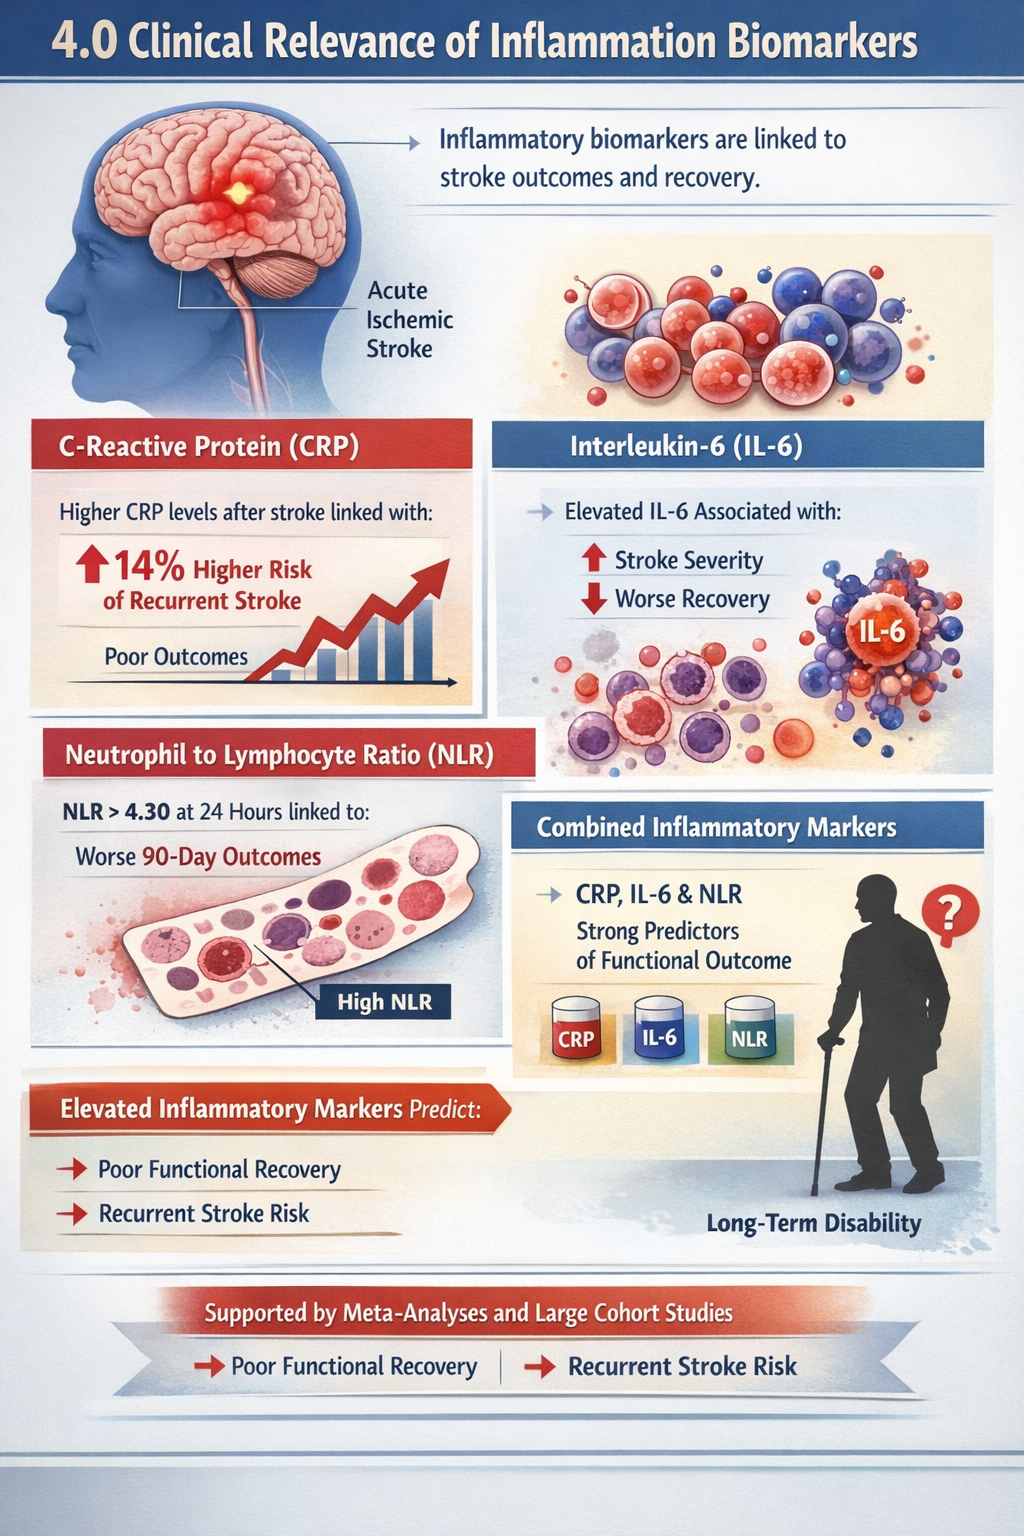 4.0 Clinical Relevance of Inflammation Biomarkers
Inflammatory biomarkers are linked to
stroke outcomes and recovery.
Acute
Ischemic
Stroke
C-Reactive Protein (CRP)
Higher CRP levels after stroke linked with:
14% Higher Risk
of Recurrent Stroke
Poor Outcomes
Interleukin-6 (IL-6)
Elevated IL-6 Associated with:
Stroke Severity
Worse Recovery
IL-6
Neutrophil to Lymphocyte Ratio (NLR)
NLR > 4.30 at 24 Hours linked to:
Worse 90-Day Outcomes
High NLR
Combined Inflammatory Markers
CRP, IL-6 & NLR
Strong Predictors
of Functional Outcome
?
CRP
IL-6
NLR
Elevated Inflammatory Markers Predict:
Poor Functional Recovery
Recurrent Stroke Risk
Long-Term Disability
Supported by Meta-Analyses and Large Cohort Studies
Poor Functional Recovery
Recurrent Stroke Risk